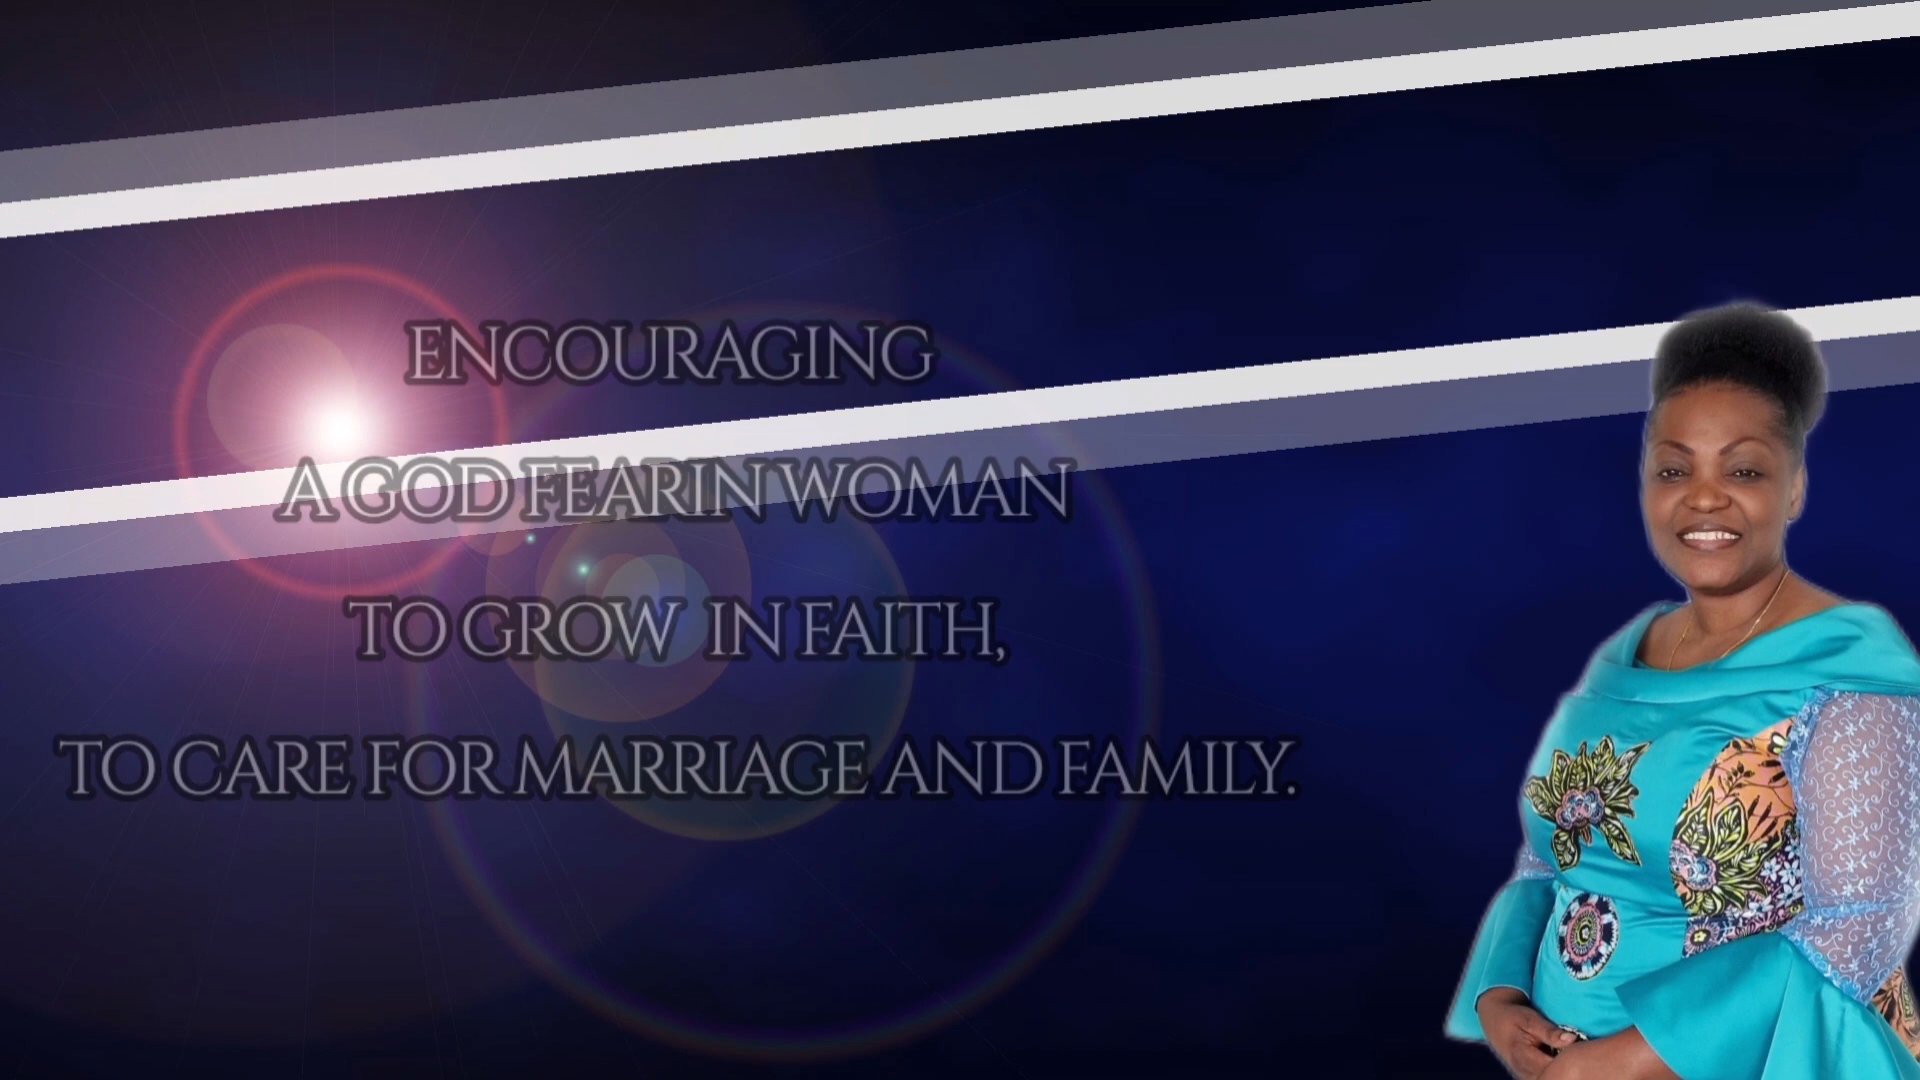 ENCOURAGING
A GOD FEARIN WOMAN
TO GROW IN FAITH,
TO CARE FOR MARRIAGE AND FAMILY.